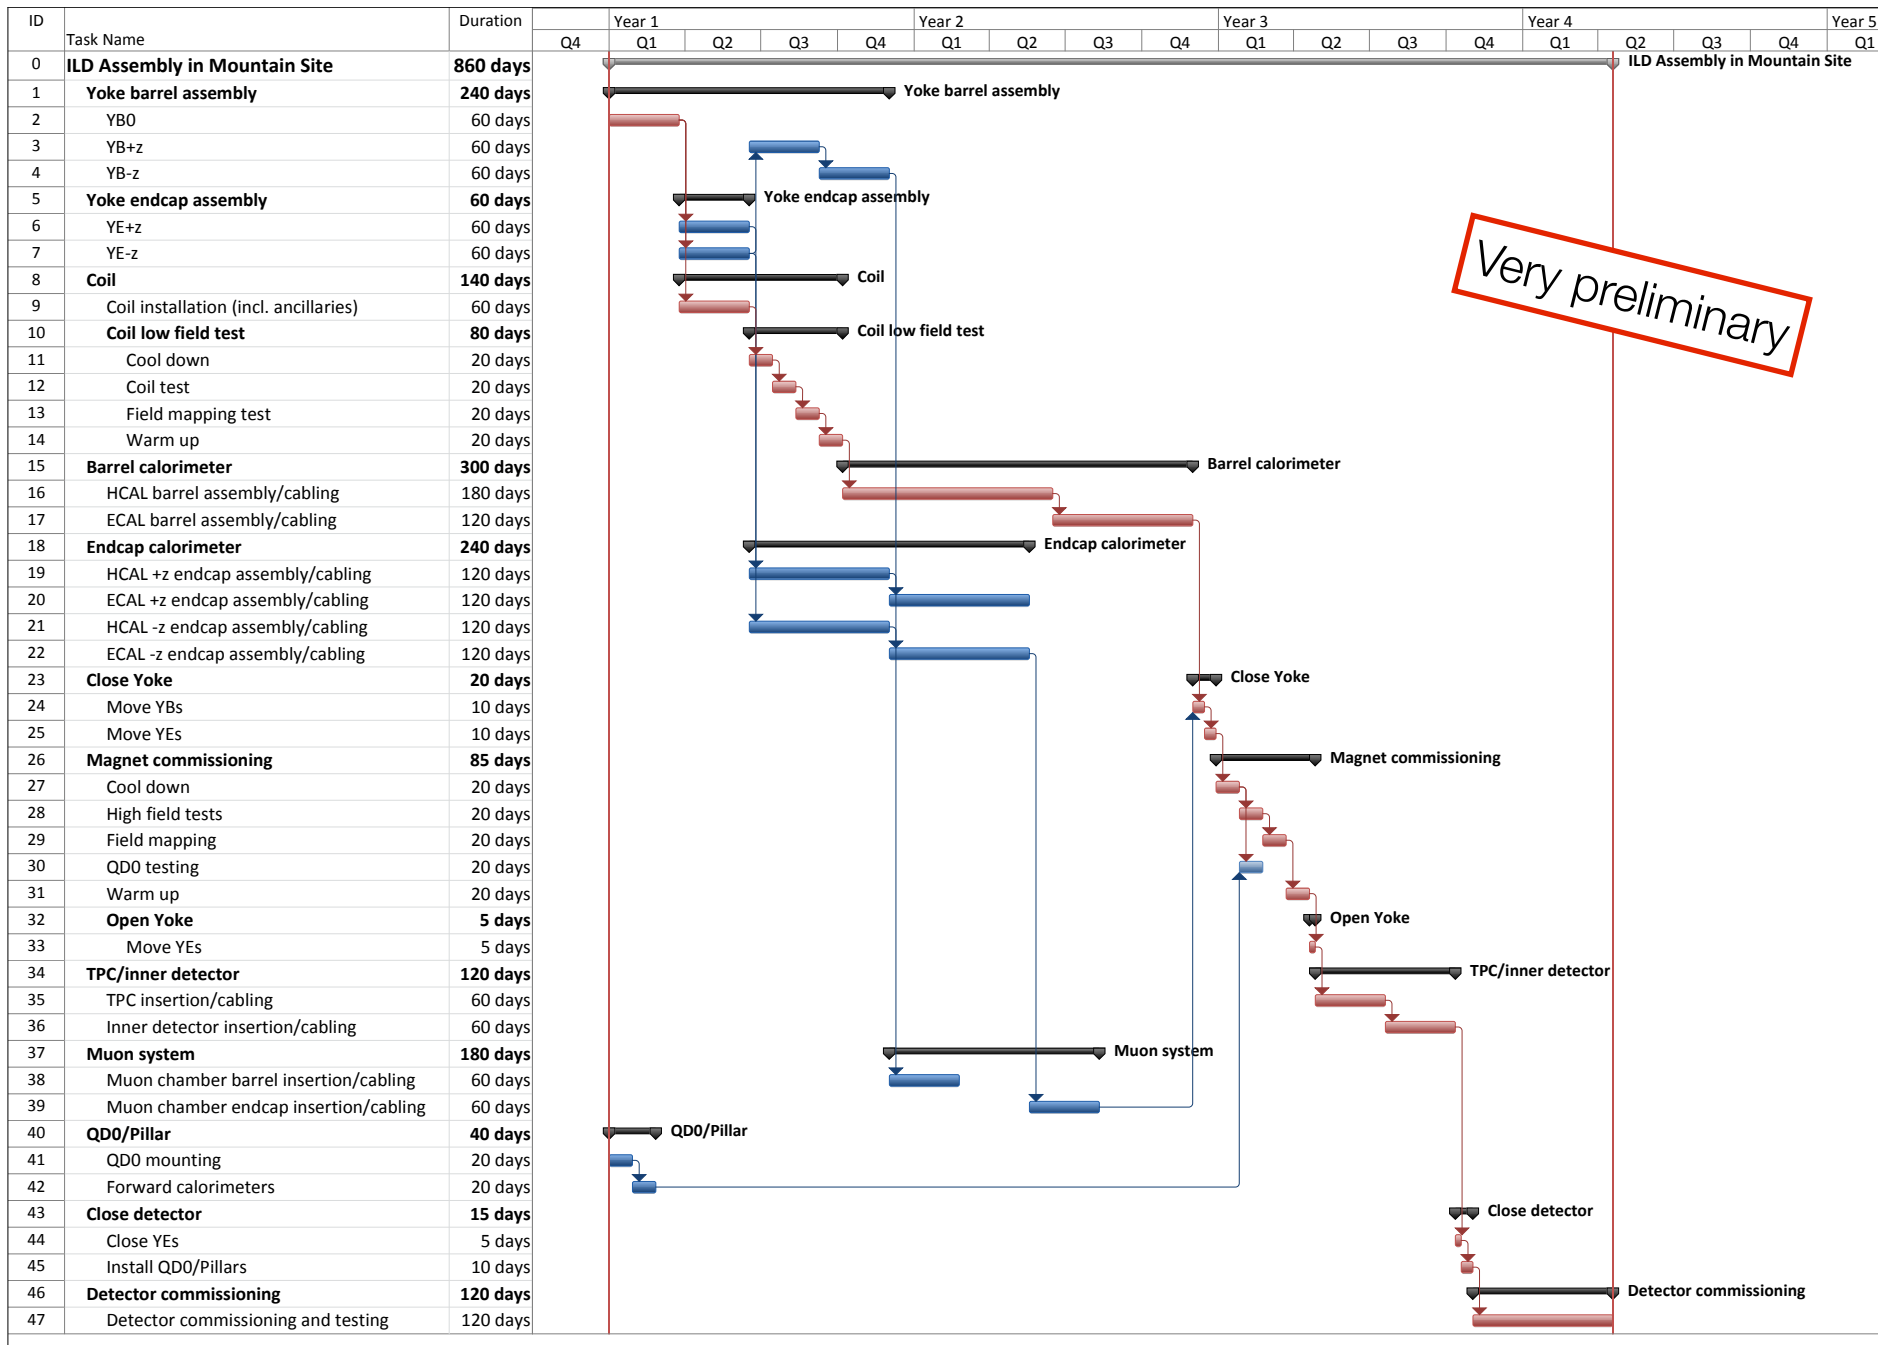 ID Task Name Duration Year 1 Year 2 Year 3 Year 4 Year 5
Q4 Q1 Q2 Q3 Q4 Q1 Q2 Q3 Q4 Q1 Q2 Q3 Q4 Q1 Q2 Q3 Q4 Q1
0 ILD Assembly in Mountain Site 860 days ILD Assembly in Mountain Site
1 Yoke barrel assembly 240 days Yoke barrel assembly
2 YB0 60 days
3 YB+z 60 days
4 YB-z 60 days
5 Yoke endcap assembly 60 days Yoke endcap assembly
6 YE+z 60 days
7 YE-z 60 days
8 Coil 140 days Coil
9 Coil installation (incl. ancillaries) 60 days
10 Coil low field test 80 days Coil low field test
11 Cool down 20 days
12 Coil test 20 days
13 Field mapping test 20 days
14 Warm up 20 days
15 Barrel calorimeter 300 days Barrel calorimeter
16 HCAL barrel assembly/cabling 180 days
17 ECAL barrel assembly/cabling 120 days
18 Endcap calorimeter 240 days Endcap calorimeter
19 HCAL +z endcap assembly/cabling 120 days
20 ECAL +z endcap assembly/cabling 120 days
21 HCAL -z endcap assembly/cabling 120 days
22 ECAL -z endcap assembly/cabling 120 days
23 Close Yoke 20 days Close Yoke
24 Move YBs 10 days
25 Move YEs 10 days
26 Magnet commissioning 85 days Magnet commissioning
27 Cool down 20 days
28 High field tests 20 days
29 Field mapping 20 days
30 QD0 testing 20 days
31 Warm up 20 days
32 Open Yoke 5 days Open Yoke
33 Move YEs 5 days
34 TPC/inner detector 120 days TPC/inner detector
35 TPC insertion/cabling 60 days
36 Inner detector insertion/cabling 60 days
37 Muon system 180 days Muon system
38 Muon chamber barrel insertion/cabling 60 days
39 Muon chamber endcap insertion/cabling 60 days
40 QD0/Pillar 40 days QD0/Pillar
41 QD0 mounting 20 days
42 Forward calorimeters 20 days
43 Close detector 15 days Close detector
44 Close YEs 5 days
45 Install QD0/Pillars 10 days
46 Detector commissioning 120 days Detector commissioning
47 Detector commissioning and testing 120 days
Very preliminary